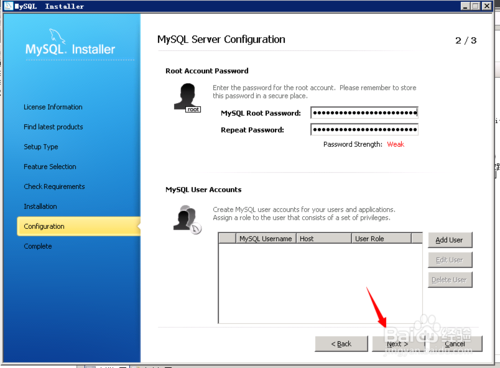 MySQL Installer
MySQL Installer
MySQL Server Configuration
2 / 3
License Information
Find latest products
Setup Type
Feature Selection
Check Requirements
Installation
Configuration
Complete
Root Account Password
Enter the password for the root account. Please remember to store
this password in a secure place.
root
MySQL Root Password:
Repeat Password:
Password Strength: Weak
MySQL User Accounts
Create MySQL user accounts for your users and applications.
Assign a role to the user that consists of a set of privileges.
MySQL Username Host User Role
Add User
Edit User
Delete User
< Back
Next >
Cancel
Baidu 经验
jingyan.baidu.com